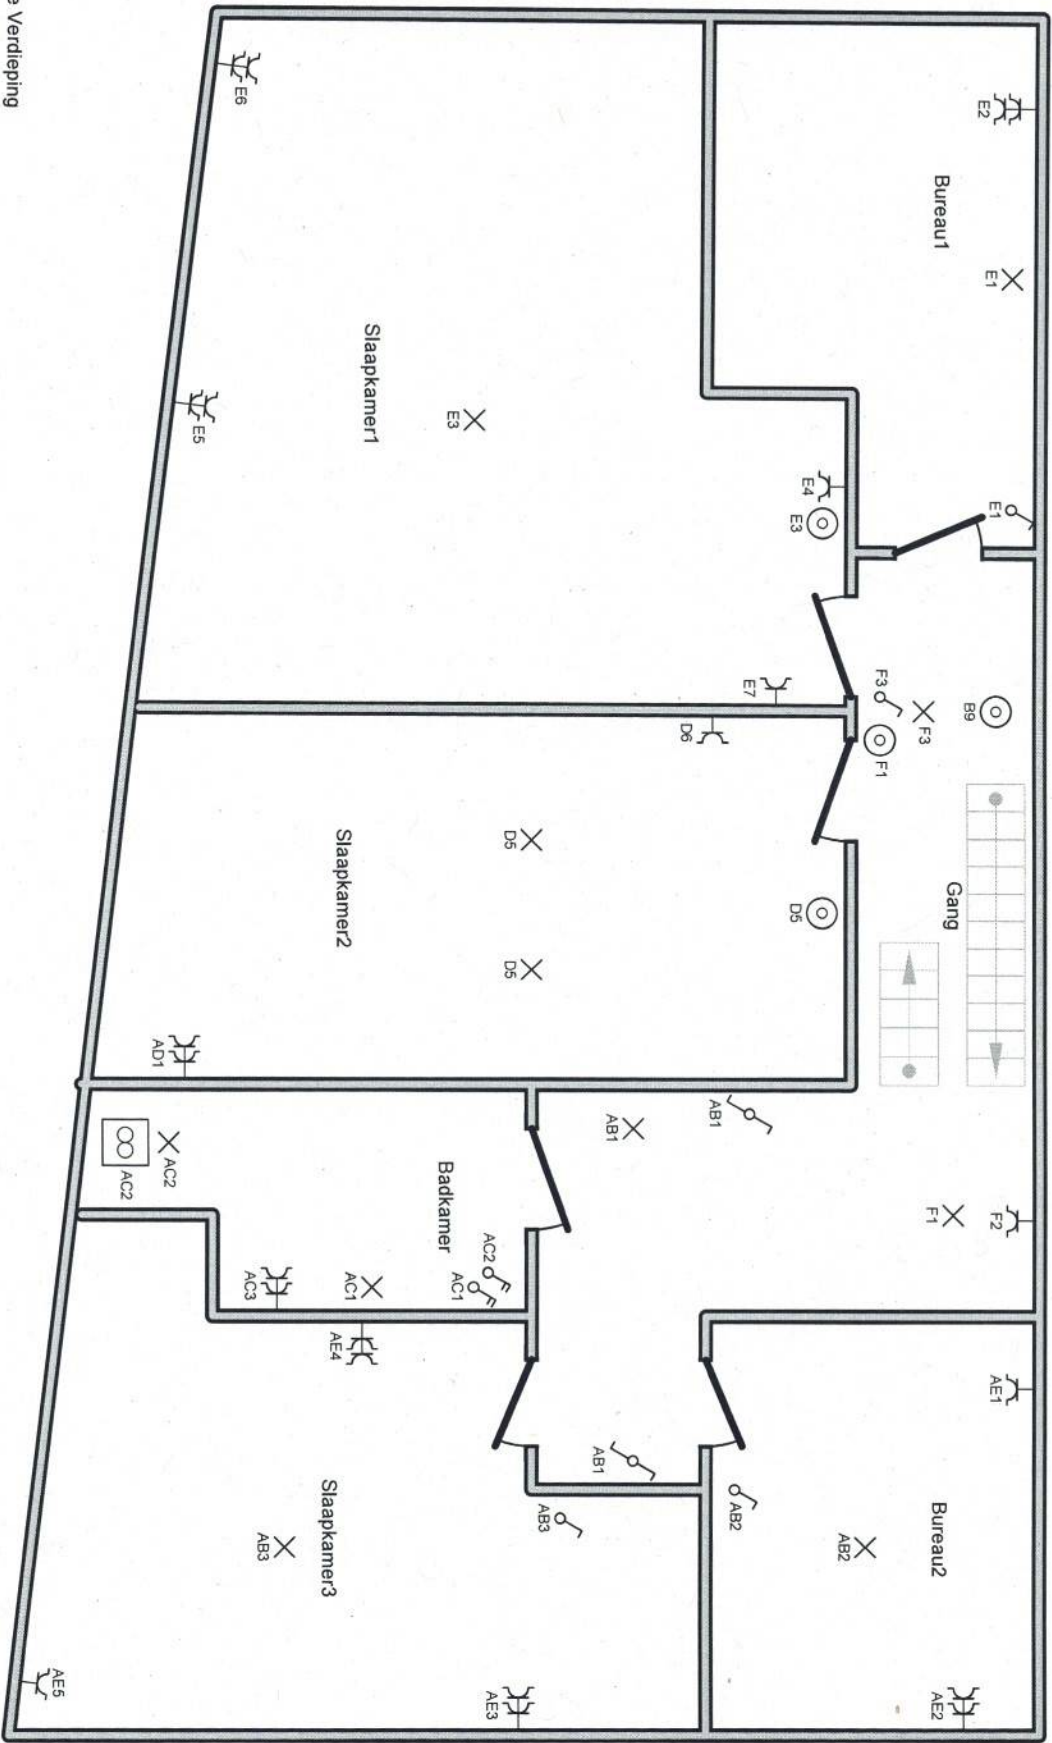 E2
E1
E1
B9
F2
AE1
Bureau1
Gang
F3
F1
Bureau2
AE2
F3
F1
AB2
E4
E3
D5
E7
AB1
AB2
D6
AB1
AB1
D5
D5
AB3
AC2
AE3
E3
Badkamer
AC1
Slaapkamer1
Slaapkamer2
AC1
AE4
Slaapkamer3
AC3
AB3
E6
E5
AD1
AC2
AC2
AE5
e Verdieping